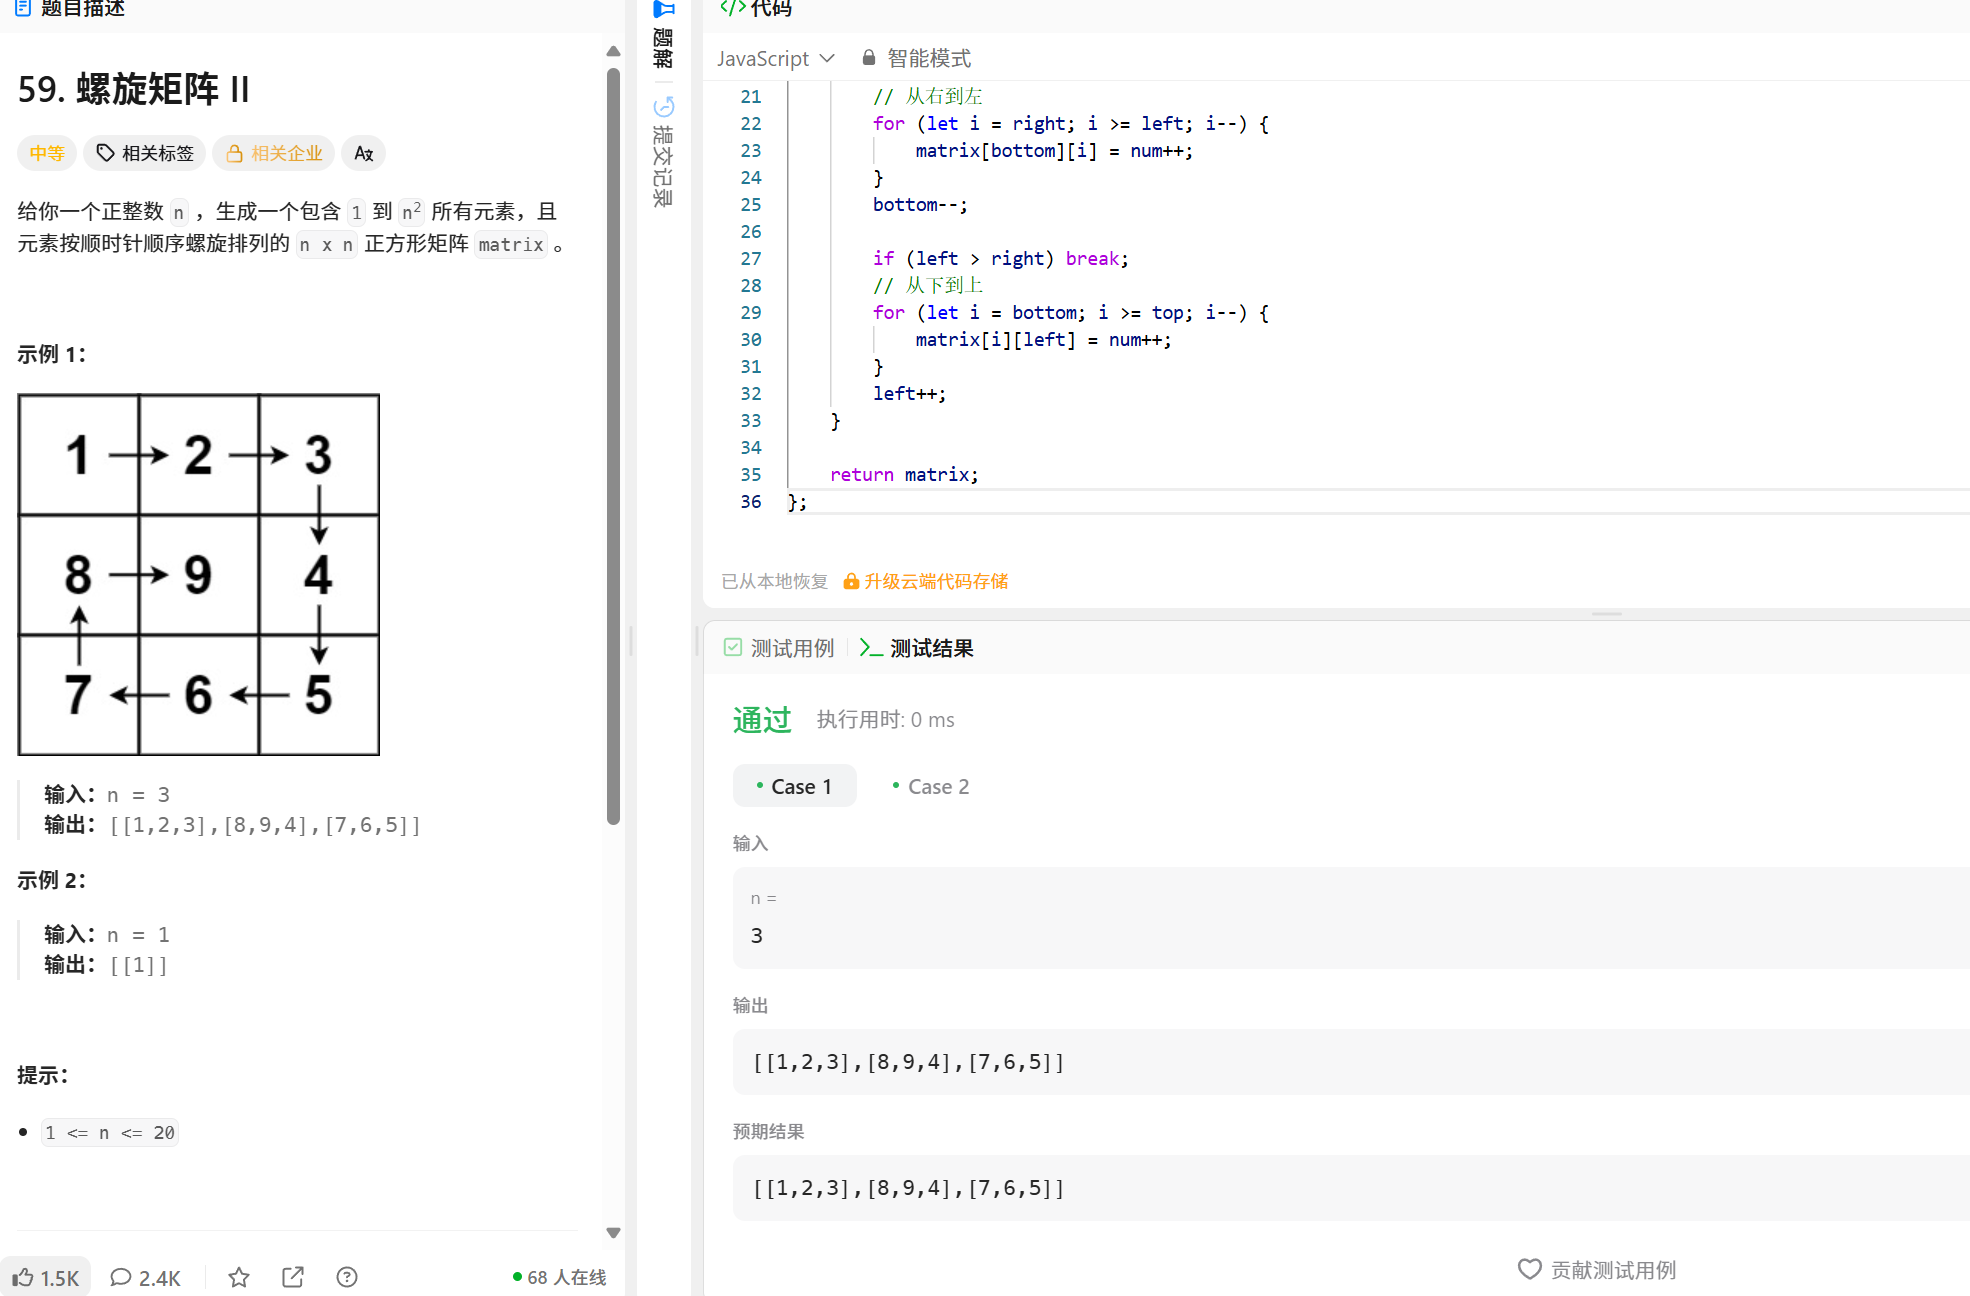 题目描述
59. 螺旋矩阵 II
中等 相关标签 相关企业 Aa
给你一个正整数 n ，生成一个包含 1 到 n² 所有元素，且
元素按顺时针顺序螺旋排列的 n x n 正方形矩阵 matrix 。
示例 1：
1 2 3
8 9 4
7 6 5
输入：n = 3
输出：[[1,2,3],[8,9,4],[7,6,5]]
示例 2：
输入：n = 1
输出：[[1]]
提示：
1 <= n <= 20
1.5K 2.4K 68 人在线
题解
提交记录
</> 代码
JavaScript 智能模式
21 // 从右到左
22 for (let i = right; i >= left; i--) {
23 matrix[bottom][i] = num++;
24 }
25 bottom--;
26
27 if (left > right) break;
28 // 从下到上
29 for (let i = bottom; i >= top; i--) {
30 matrix[i][left] = num++;
31 }
32 left++;
33 }
34
35 return matrix;
36 };
已从本地恢复 升级云端代码存储
测试用例 测试结果
通过 执行用时: 0 ms
Case 1 Case 2
输入
n =
3
输出
[[1,2,3],[8,9,4],[7,6,5]]
预期结果
[[1,2,3],[8,9,4],[7,6,5]]
贡献测试用例